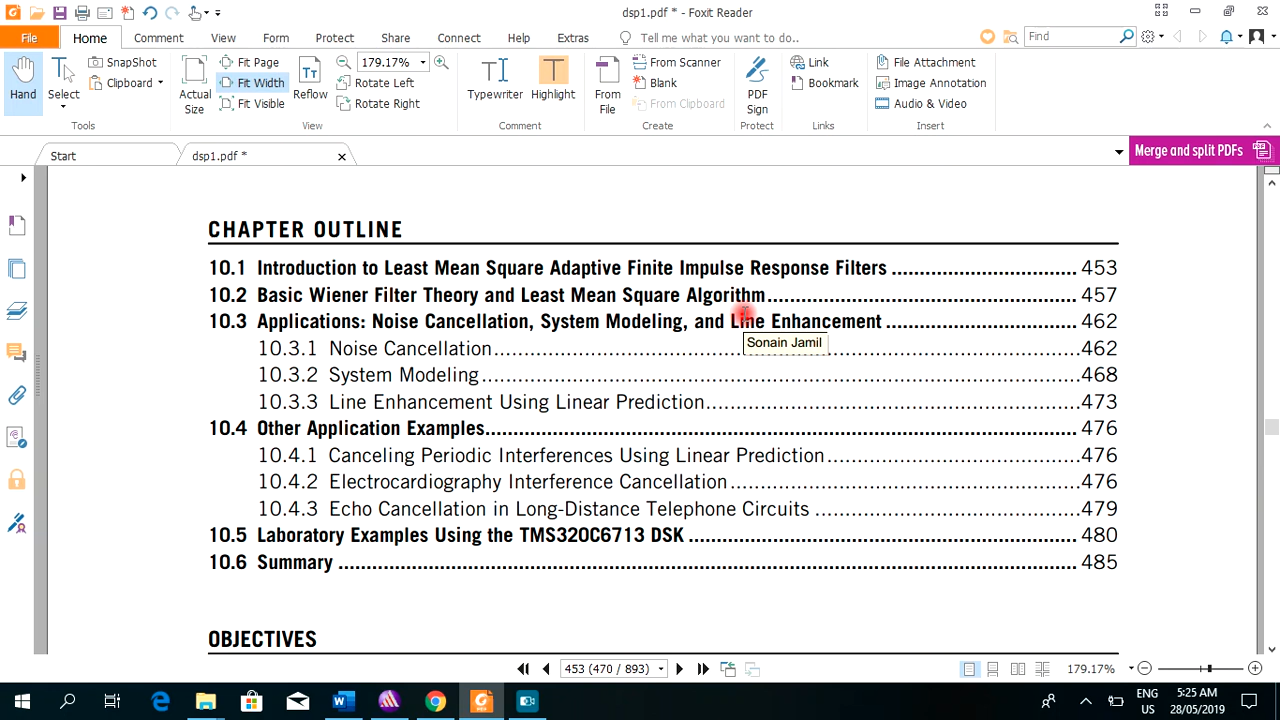 dsp1.pdf * - Foxit Reader
File Home Comment View Form Protect Share Connect Help Extras Tell me what you want to do.. Find
Hand
Select
SnapShot
Clipboard
Tools
Actual Size
Fit Page
Fit Width
Fit Visible
Reflow
179.17%
Rotate Left
Rotate Right
View
Typewriter
Highlight
Comment
From File
From Scanner
Blank
From Clipboard
Create
PDF Sign
Protect
Link
Bookmark
Links
File Attachment
Image Annotation
Audio & Video
Insert
Start dsp1.pdf * Merge and split PDFs
CHAPTER OUTLINE
10.1 Introduction to Least Mean Square Adaptive Finite Impulse Response Filters ................................ 453
10.2 Basic Wiener Filter Theory and Least Mean Square Algorithm..................................................... 457
10.3 Applications: Noise Cancellation, System Modeling, and Line Enhancement ................................. 462
Sonain Jamil
10.3.1 Noise Cancellation.................................................................................................... 462
10.3.2 System Modeling...................................................................................................... 468
10.3.3 Line Enhancement Using Linear Prediction................................................................ 473
10.4 Other Application Examples.................................................................................................... 476
10.4.1 Canceling Periodic Interferences Using Linear Prediction........................................... 476
10.4.2 Electrocardiography Interference Cancellation........................................................... 476
10.4.3 Echo Cancellation in Long-Distance Telephone Circuits ............................................. 479
10.5 Laboratory Examples Using the TMS320C6713 DSK ................................................................. 480
10.6 Summary .............................................................................................................................. 485
OBJECTIVES
453 (470 / 893) 179.17%
ENG US
5:25 AM
28/05/2019